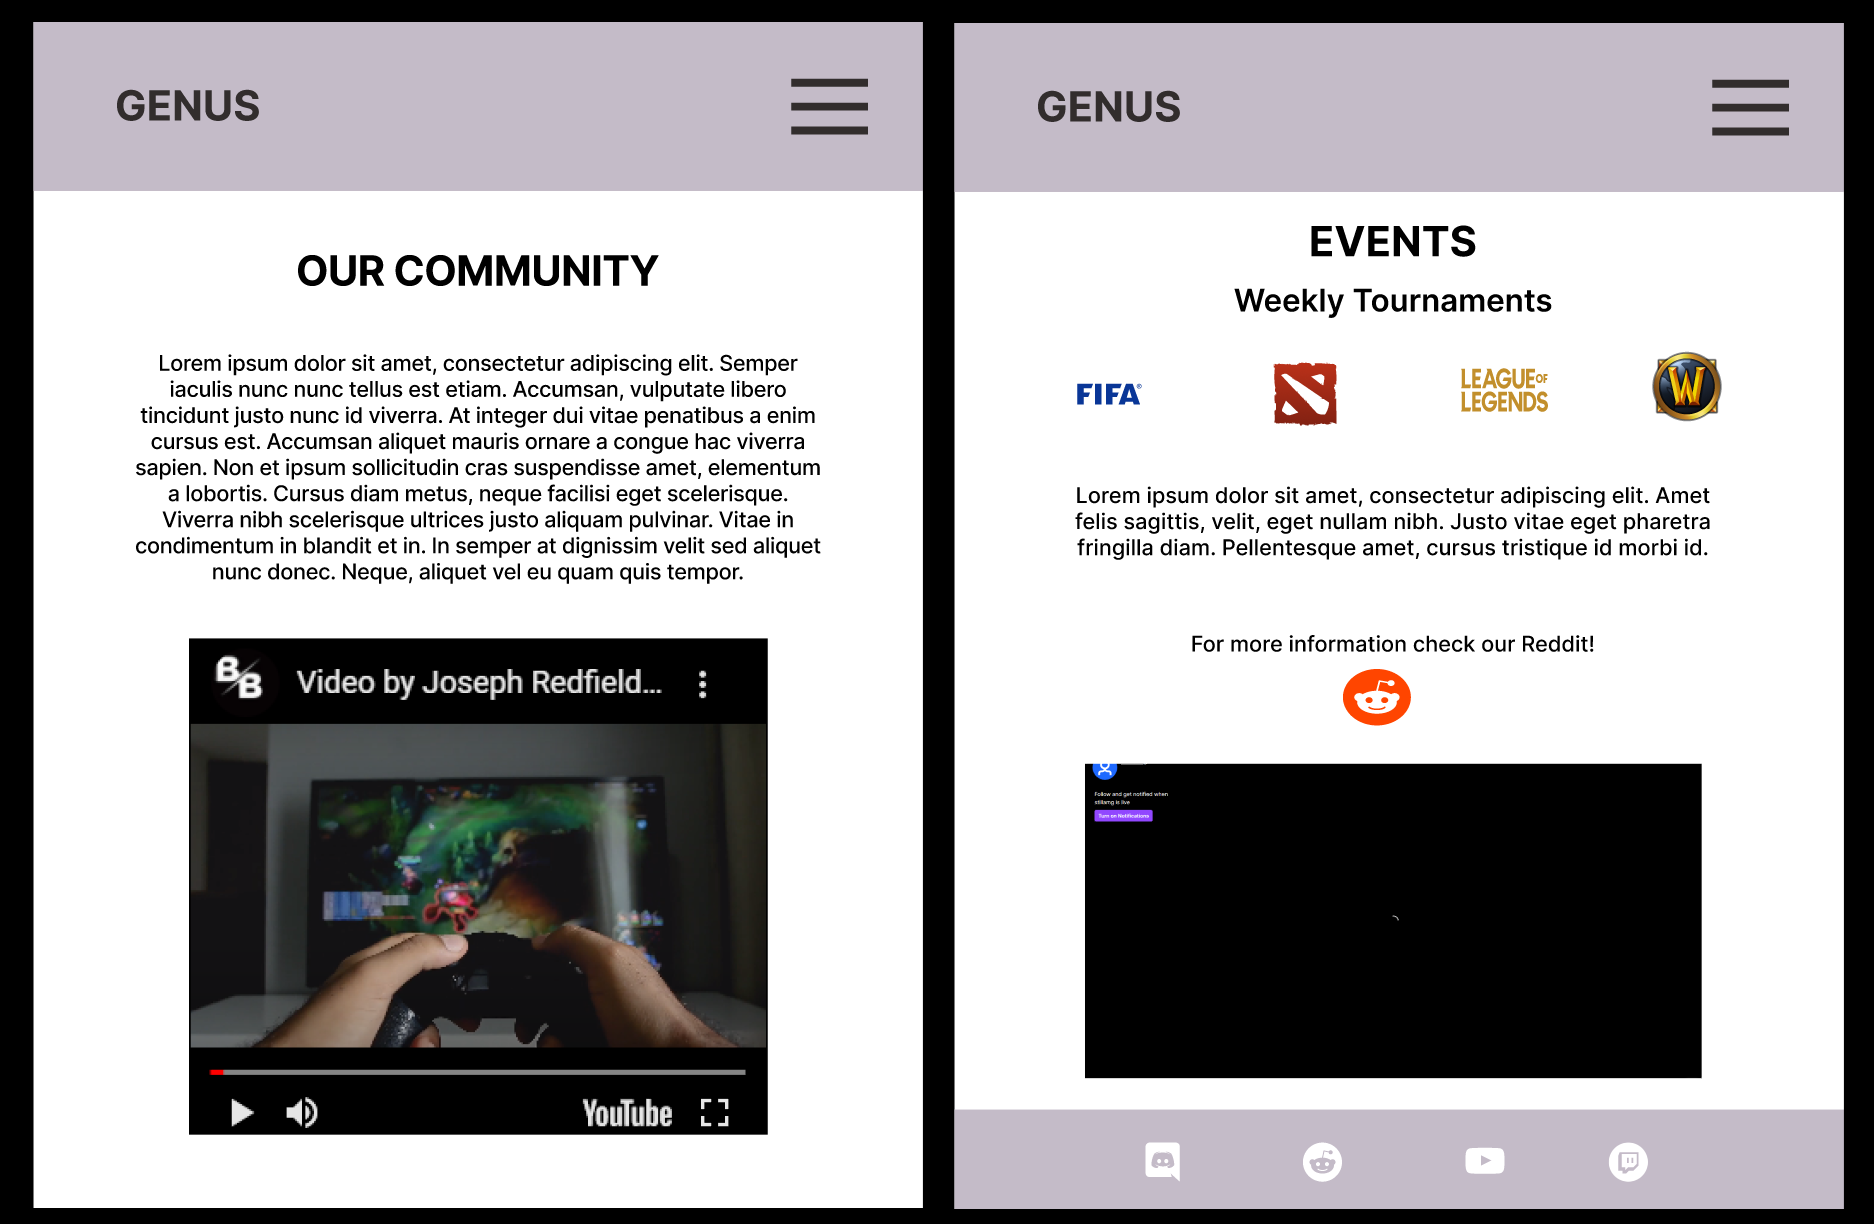 GENUS
OUR COMMUNITY
Lorem ipsum dolor sit amet, consectetur adipiscing elit. Semper
iaculis nunc nunc tellus est etiam. Accumsan, vulputate libero
tincidunt justo nunc id viverra. At integer dui vitae penatibus a enim
cursus est. Accumsan aliquet mauris ornare a congue hac viverra
sapien. Non et ipsum sollicitudin cras suspendisse amet, elementum
a lobortis. Cursus diam metus, neque facilisi eget scelerisque.
Viverra nibh scelerisque ultrices justo aliquam pulvinar. Vitae in
condimentum in blandit et in. In semper at dignissim velit sed aliquet
nunc donec. Neque, aliquet vel eu quam quis tempor.
B/B
Video by Joseph Redfield...
YouTube
GENUS
EVENTS
Weekly Tournaments
FIFA®
LEAGUE OF
LEGENDS
W
Lorem ipsum dolor sit amet, consectetur adipiscing elit. Amet
felis sagittis, velit, eget nullam nibh. Justo vitae eget pharetra
fringilla diam. Pellentesque amet, cursus tristique id morbi id.
For more information check our Reddit!
Follow and get notified when
stillamg is live
Turn on Notifications